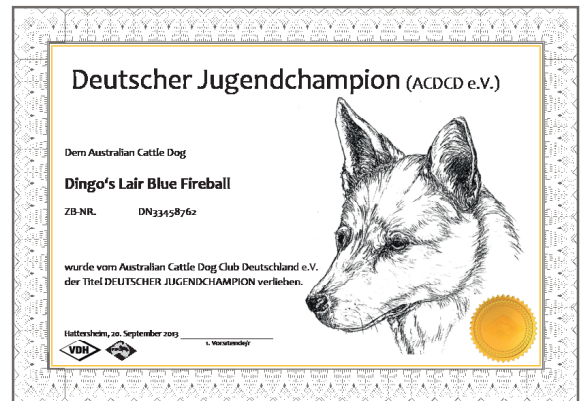 Deutscher Jugendchampion (ACDCD e.V.)
Dem Australian Cattle Dog
Dingo‘s Lair Blue Fireball
ZB-NR. DN33458762
wurde vom Australian Cattle Dog Club Deutschland e.V.
der Titel DEUTSCHER JUGENDCHAMPION verliehen.
Hattersheim, 20. September 2013
1. Vorsitzende/r
VDH